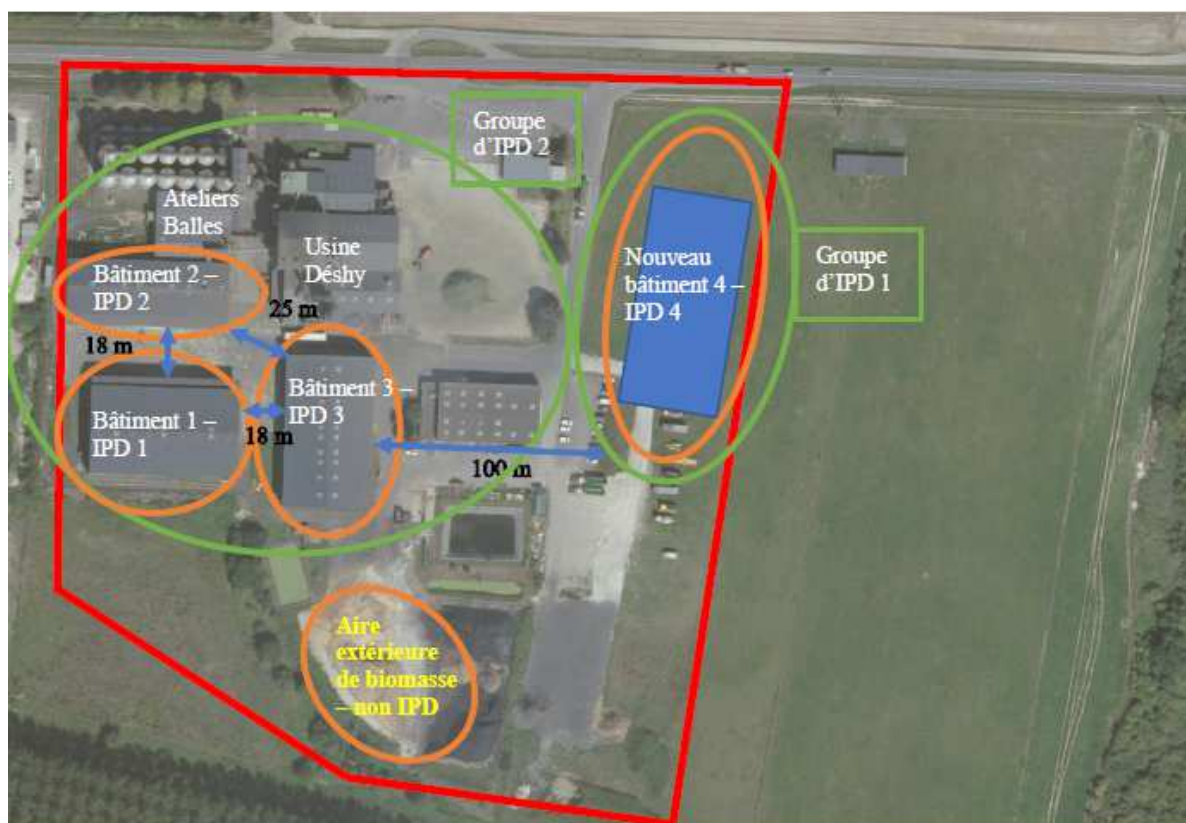 Groupe
d'IPD 2
Ateliers
Balles
Usine
Déshy
Bâtiment 2 –
IPD 2
25 m
18 m
Bâtiment 1 –
IPD 1
18 m
Bâtiment 3 –
IPD 3
100 m
Nouveau
bâtiment 4 –
IPD 4
Groupe
d'IPD 1
Aire
extérieure
de biomasse
– non IPD